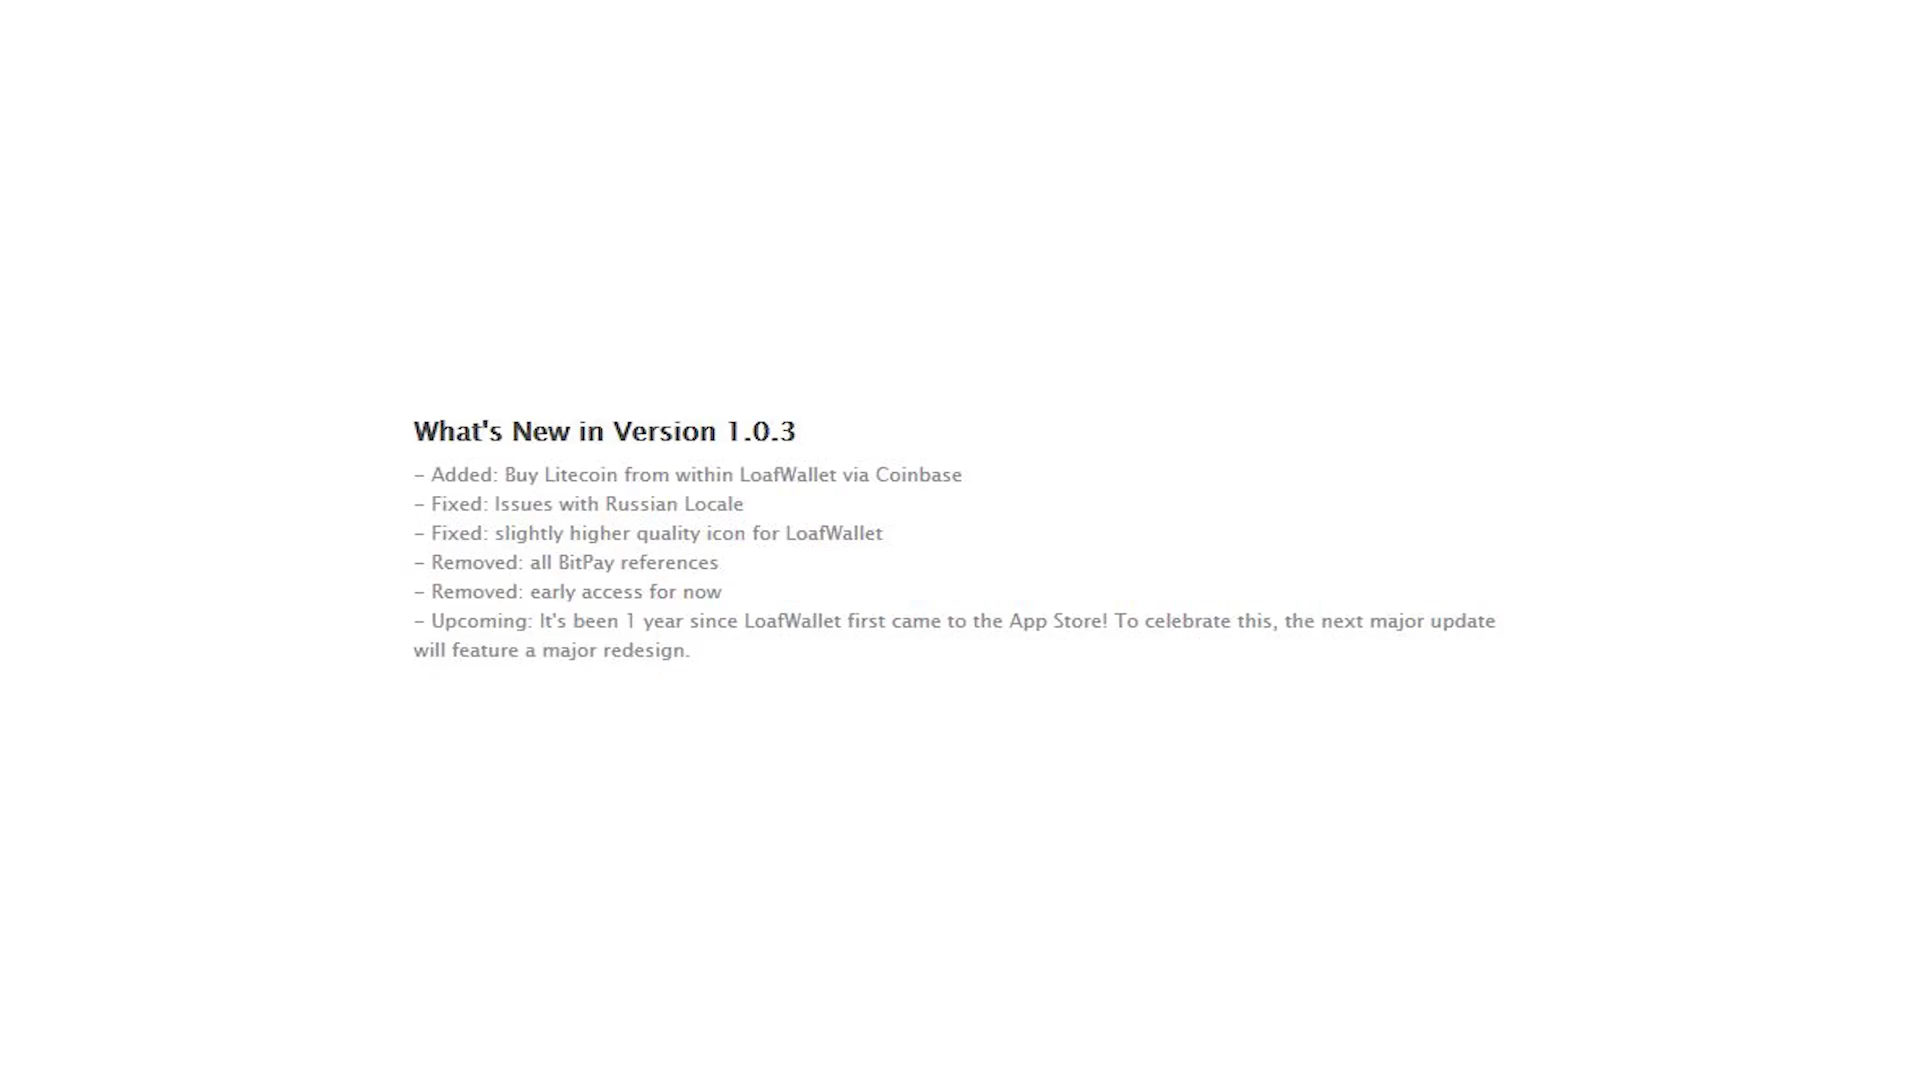 What's New in Version 1.0.3
- Added: Buy Litecoin from within LoafWallet via Coinbase
- Fixed: Issues with Russian Locale
- Fixed: slightly higher quality icon for LoafWallet
- Removed: all BitPay references
- Removed: early access for now
- Upcoming: It's been 1 year since LoafWallet first came to the App Store! To celebrate this, the next major update
will feature a major redesign.